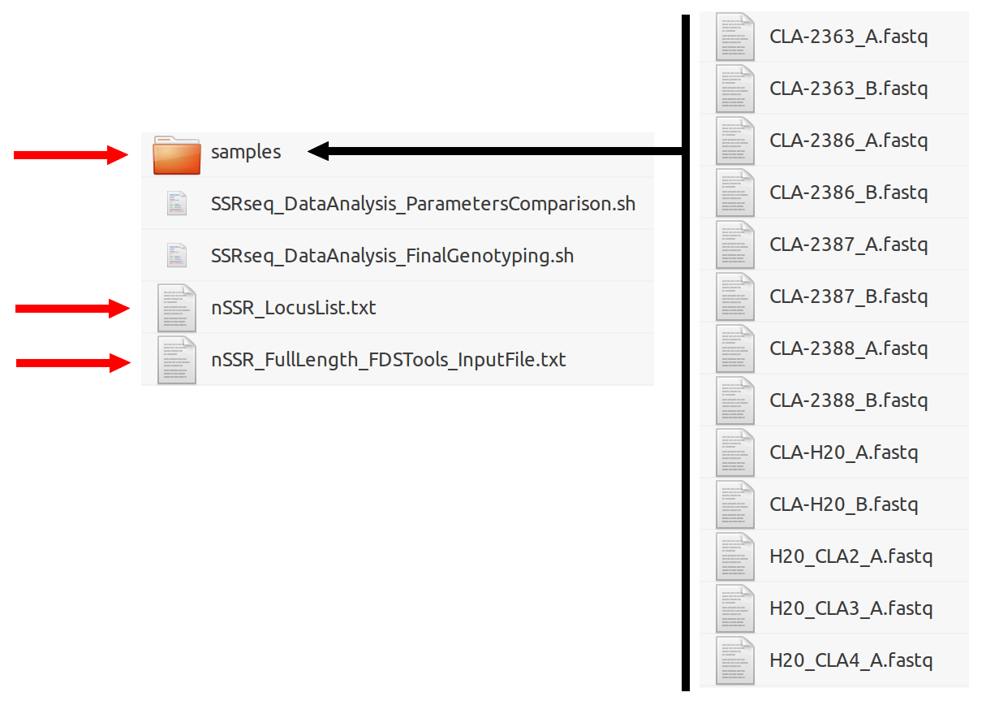 samples
SSRseq_DataAnalysis_ParametersComparison.sh
SSRseq_DataAnalysis_FinalGenotyping.sh
nSSR_LocusList.txt
nSSR_FullLength_FDSTools_InputFile.txt
CLA-2363_A.fastq
CLA-2363_B.fastq
CLA-2386_A.fastq
CLA-2386_B.fastq
CLA-2387_A.fastq
CLA-2387_B.fastq
CLA-2388_A.fastq
CLA-2388_B.fastq
CLA-H20_A.fastq
CLA-H20_B.fastq
H20_CLA2_A.fastq
H20_CLA3_A.fastq
H20_CLA4_A.fastq